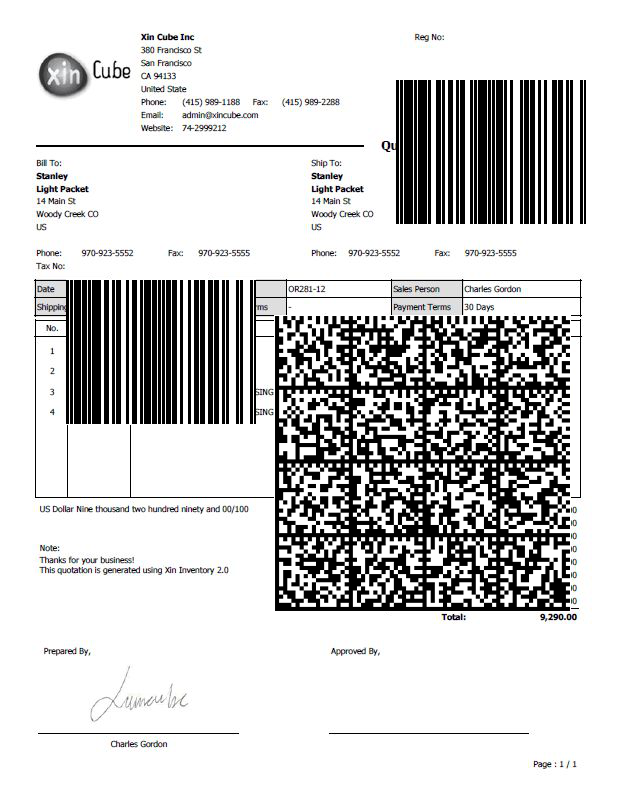 Xin Cube Inc
Reg No:
380 Francisco St
San Francisco
CA 94133
United State
Phone: (415) 989-1188 Fax: (415) 989-2288
Email: admin@xincube.com
Website: 74-2999212
xin Cube
Qu
Bill To:
Stanley
Light Packet
14 Main St
Woody Creek CO
US
Phone: 970-923-5552 Fax: 970-923-5555
Tax No:
Ship To:
Stanley
Light Packet
14 Main St
Woody Creek CO
US
Phone: 970-923-5552 Fax: 970-923-5555
Date OR281-12 Sales Person Charles Gordon
Shipping rms - Payment Terms 30 Days
No.
1
2
3 SING
4 SING
US Dollar Nine thousand two hundred ninety and 00/100
Note:
Thanks for your business!
This quotation is generated using Xin Inventory 2.0
Total: 9,290.00
Prepared By,
Approved By,
Charles Gordon
Page : 1 / 1